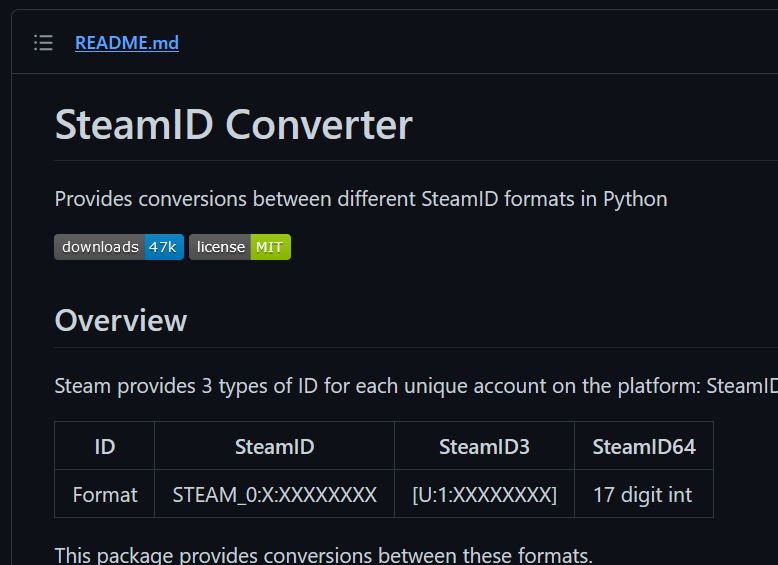 README.md
SteamID Converter
Provides conversions between different SteamID formats in Python
downloads 47k license MIT
Overview
Steam provides 3 types of ID for each unique account on the platform: SteamID
ID SteamID SteamID3 SteamID64
Format STEAM_0:X:XXXXXXXX [U:1:XXXXXXXX] 17 digit int
This package provides conversions between these formats.